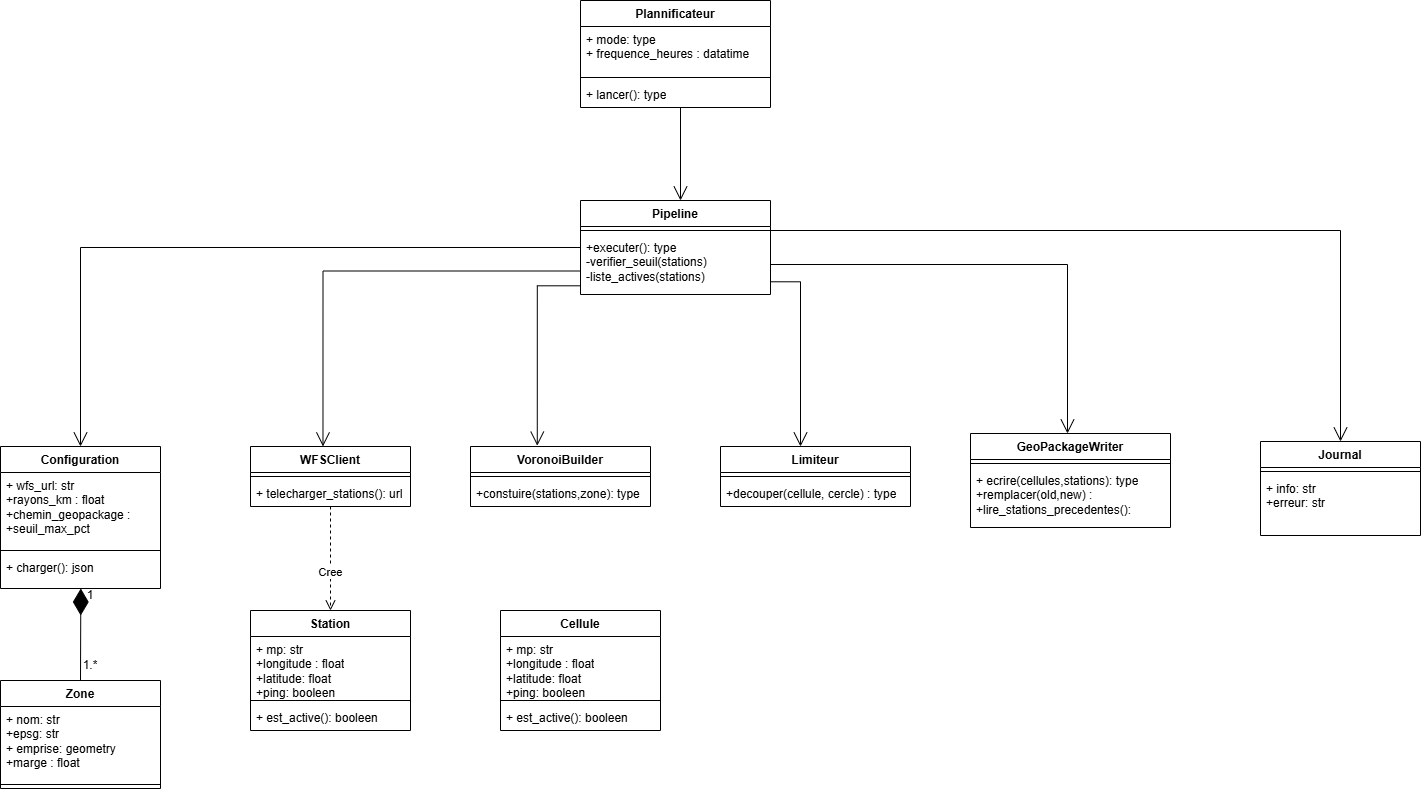 Plannificateur
+ mode: type
+ frequence_heures : datatime
+ lancer(): type
Pipeline
+executer(): type
-verifier_seuil(stations)
-liste_actives(stations)
Configuration
+ wfs_url: str
+rayons_km : float
+chemin_geopackage :
+seuil_max_pct
+ charger(): json
WFSClient
+ telecharger_stations(): url
VoronoiBuilder
+constuire(stations,zone): type
Limiteur
+decouper(cellule, cercle) : type
GeoPackageWriter
+ ecrire(cellules,stations): type
+remplacer(old,new) :
+lire_stations_precedentes():
Journal
+ info: str
+erreur: str
1
1.*
Cree
Zone
+ nom: str
+epsg: str
+ emprise: geometry
+marge : float
Station
+ mp: str
+longitude : float
+latitude: float
+ping: booleen
+ est_active(): booleen
Cellule
+ mp: str
+longitude : float
+latitude: float
+ping: booleen
+ est_active(): booleen